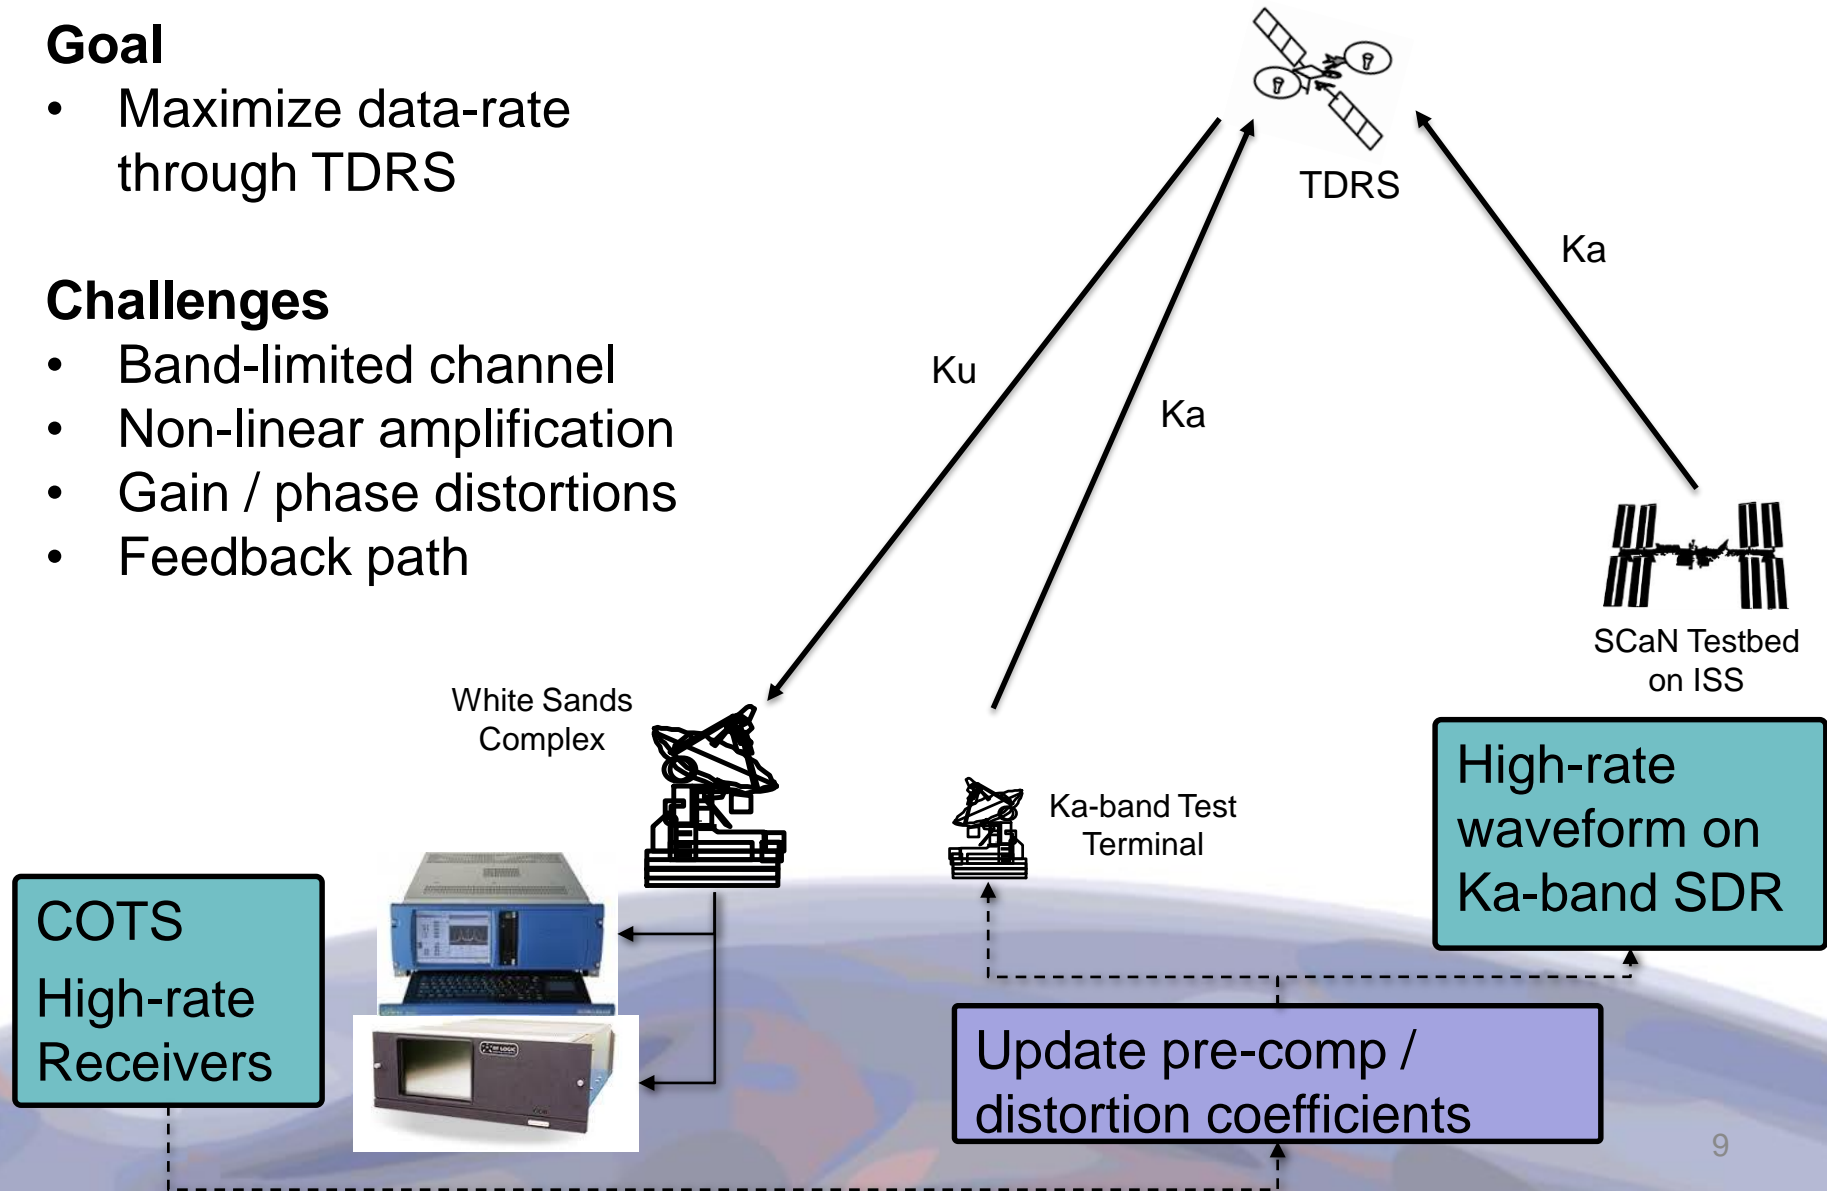 Goal
• Maximize data-rate
through TDRS
Challenges
• Band-limited channel
• Non-linear amplification
• Gain / phase distortions
• Feedback path
TDRS
Ka
Ku
Ka
SCaN Testbed
on ISS
White Sands
Complex
Ka-band Test
Terminal
High-rate
waveform on
Ka-band SDR
COTS
High-rate
Receivers
Update pre-comp /
distortion coefficients
9